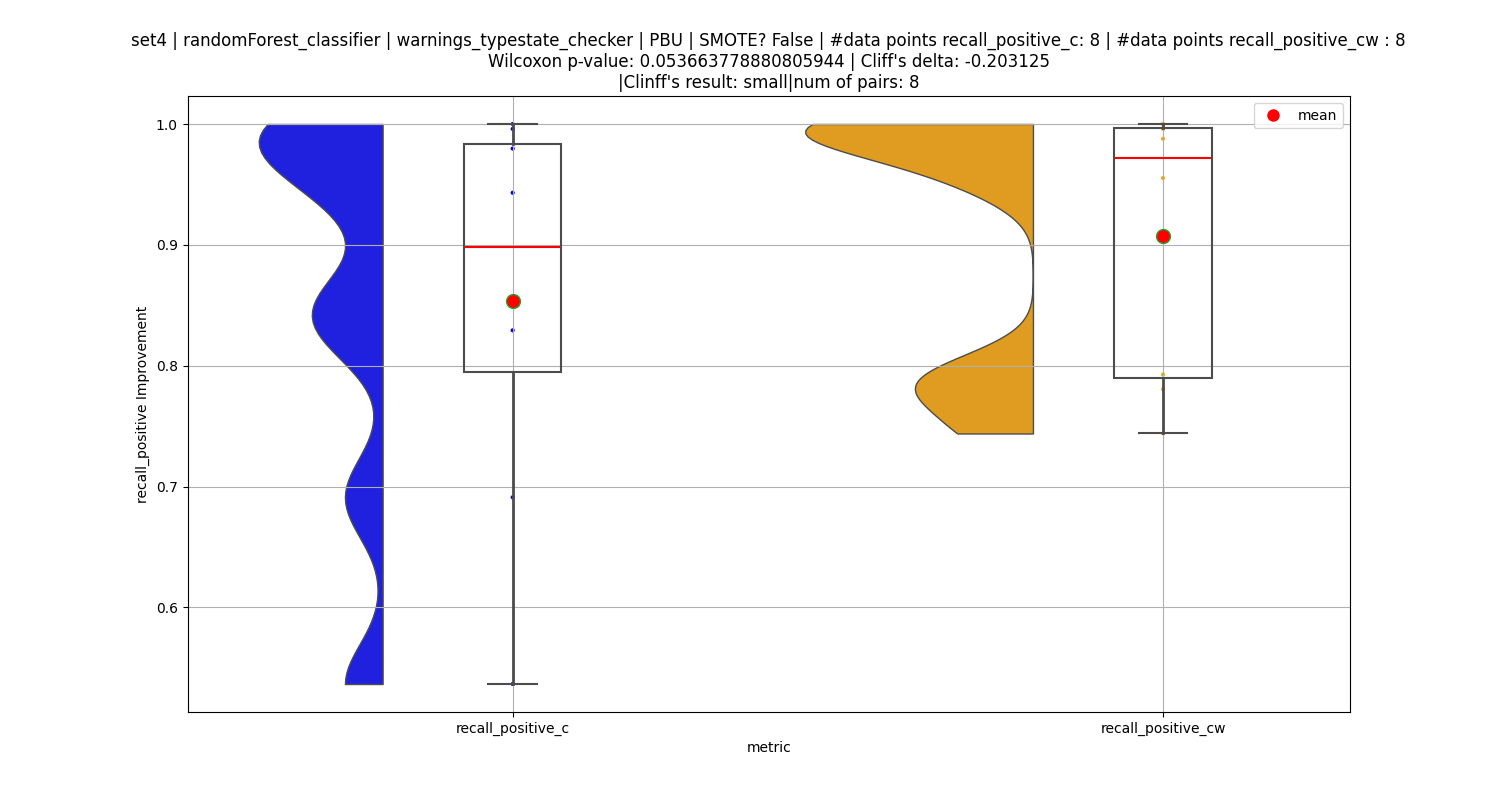 set4 | randomForest_classifier | warnings_typestate_checker | PBU | SMOTE? False | #data points recall_positive_c: 8 | #data points recall_positive_cw : 8
Wilcoxon p-value: 0.053663778880805944 | Cliff's delta: -0.203125
|Clinff's result: small|num of pairs: 8
mean
1.0
0.9
0.8
0.7
0.6
recall_positive Improvement
recall_positive_c
recall_positive_cw
metric